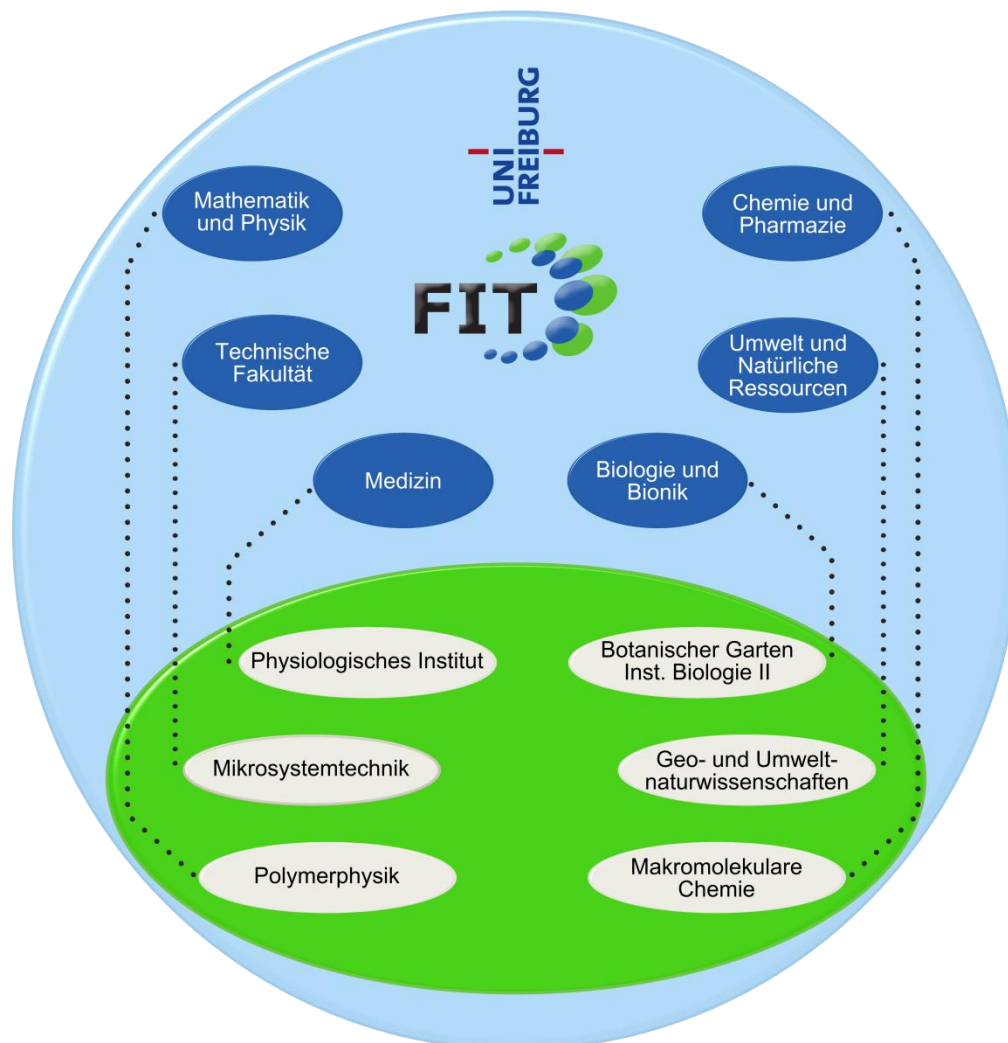 UNI
FREIBURG
Mathematik
und Physik
Chemie und
Pharmazie
FIT
Technische
Fakultät
Umwelt und
Natürliche
Ressourcen
Medizin
Biologie und
Bionik
Physiologisches Institut
Botanischer Garten
Inst. Biologie II
Mikrosystemtechnik
Geo- und Umwelt-
naturwissenschaften
Polymerphysik
Makromolekulare
Chemie